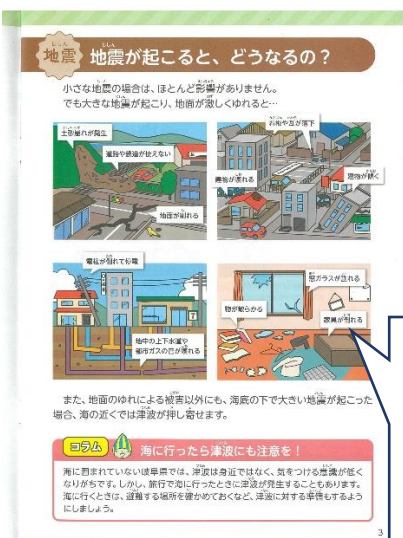 じしん
地震 地震が起こると、どうなるの?
小さな地震の場合は、ほとんど影響がありません。
でも大きな地震が起こり、地面が激しくゆれると…
土砂崩れが発生
道路や鉄道が使えない
地面が割れる
看板や瓦が落下
建物が壊れる
建物が傾く
電柱が倒れて停電
地中の上下水道や
都市ガスの管が壊れる
窓ガラスが割れる
物が散らかる
家具が倒れる
また、地面のゆれによる被害以外にも、海底の下で大きい地震が起こった
場合、海の近くでは津波が押し寄せます。
コラム 海に行ったら津波にも注意を!
海に囲まれていない岐阜県では、津波は身近ではなく、気をつける意識が低く
なりがちです。しかし、旅行で海に行ったときに津波が発生することもあります。
海に行くときは、避難する場所を確かめておくなど、津波に対する準備もするよう
にしましょう。
3